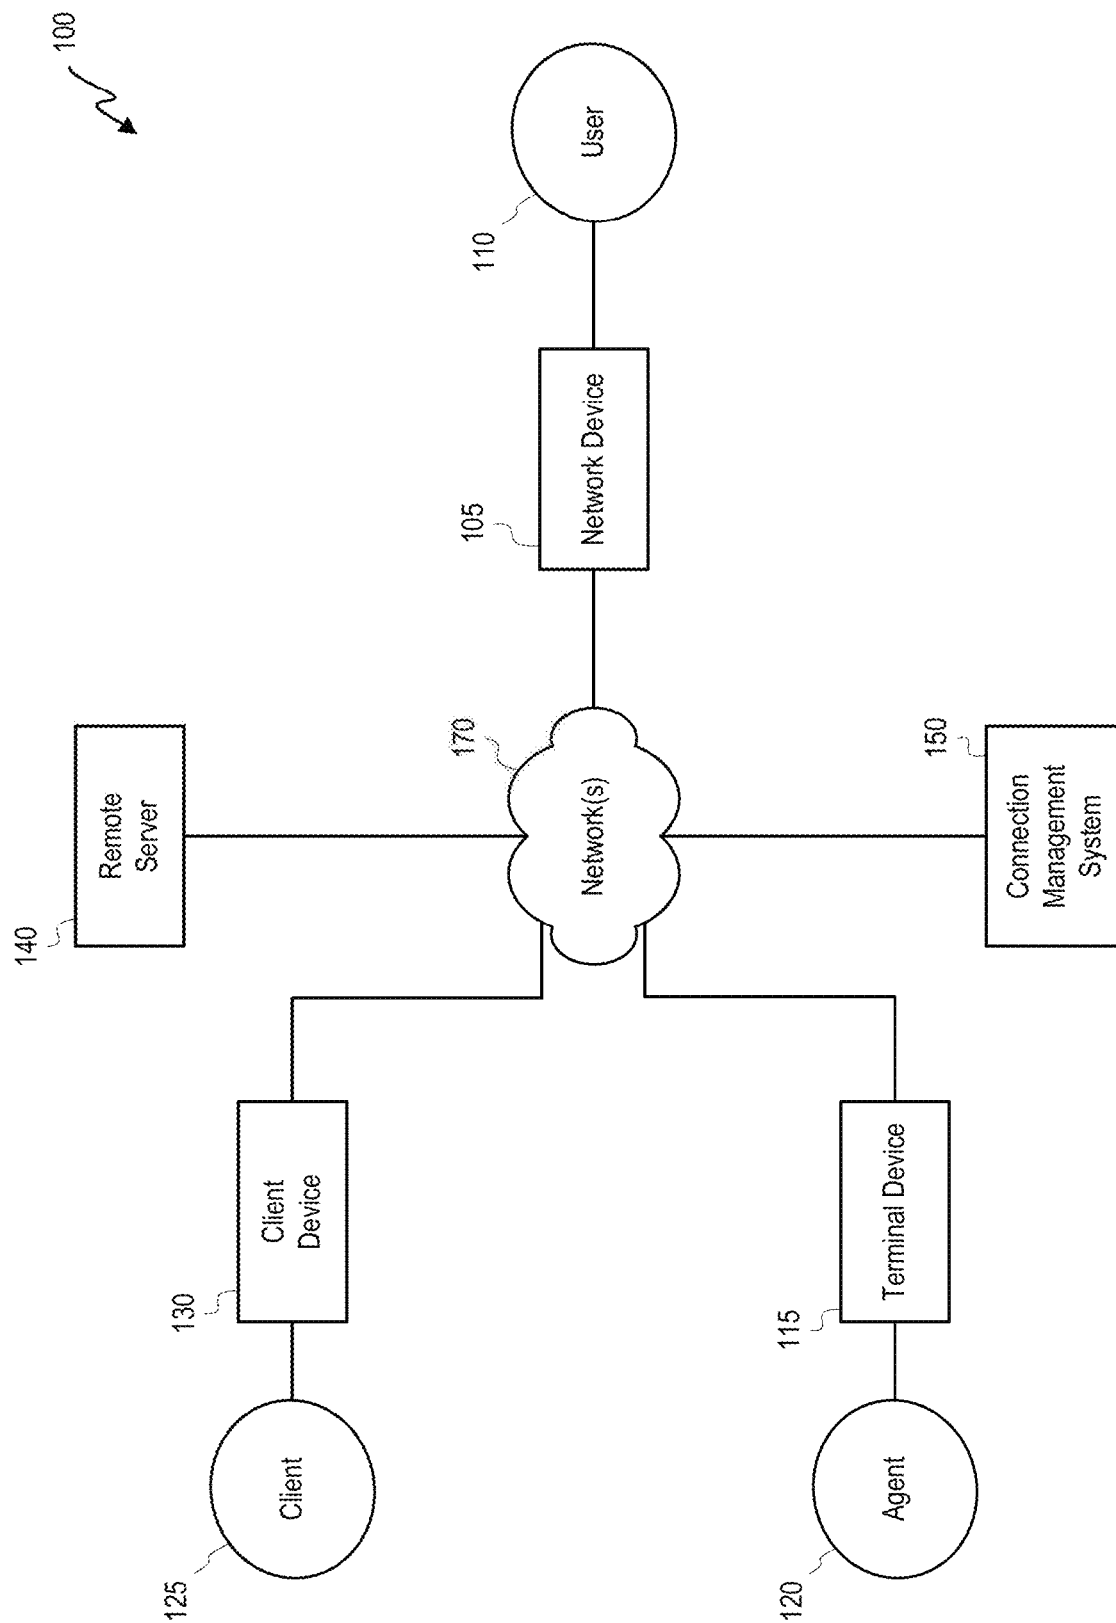 100
Remote
Server
140
Client
125
Client
Device
130
Network(s)
170
Network Device
105
User
110
Agent
120
Terminal Device
115
Connection
Management
System
150